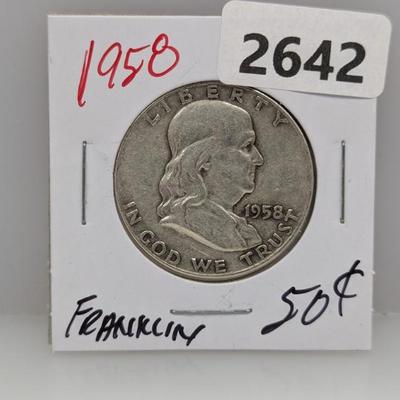 1958
2642
LIBERTY
1958
IN GOD WE TRUST
FRANKLIN
50¢